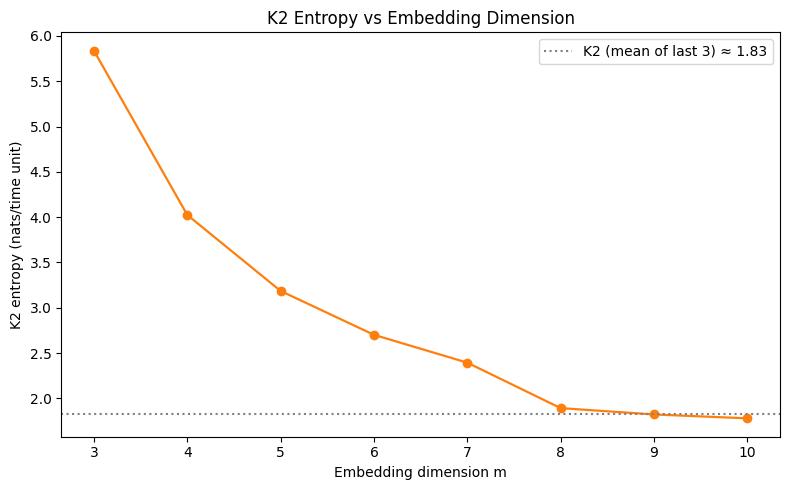 K2 Entropy vs Embedding Dimension
K2 (mean of last 3) ≈ 1.83
K2 entropy (nats/time unit)
6.0
5.5
5.0
4.5
4.0
3.5
3.0
2.5
2.0
3 4 5 6 7 8 9 10
Embedding dimension m